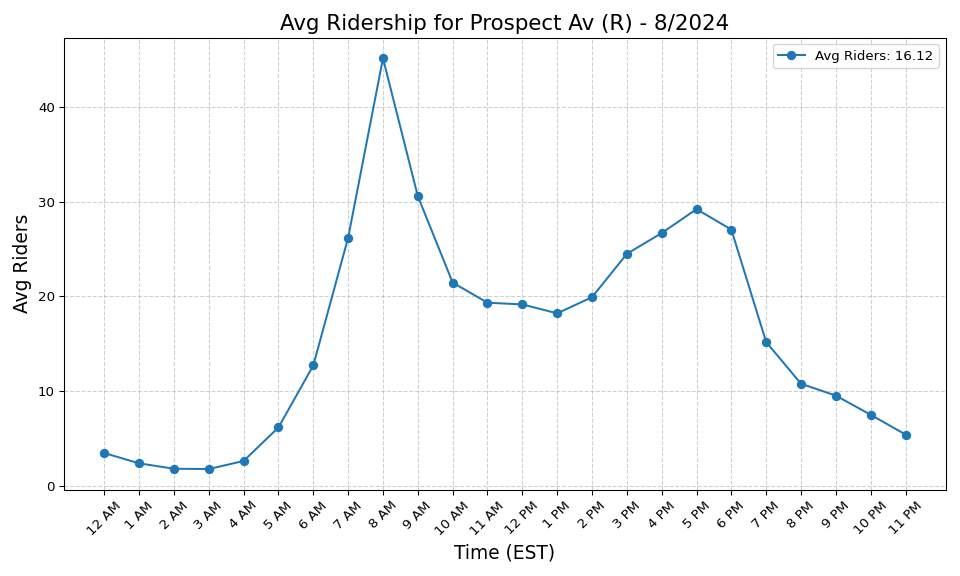 Avg Ridership for Prospect Av (R) - 8/2024
Avg Riders: 16.12
Avg Riders
40
30
20
10
0
12 AM
1 AM
2 AM
3 AM
4 AM
5 AM
6 AM
7 AM
8 AM
9 AM
10 AM
11 AM
12 PM
1 PM
2 PM
3 PM
4 PM
5 PM
6 PM
7 PM
8 PM
9 PM
10 PM
11 PM
Time (EST)